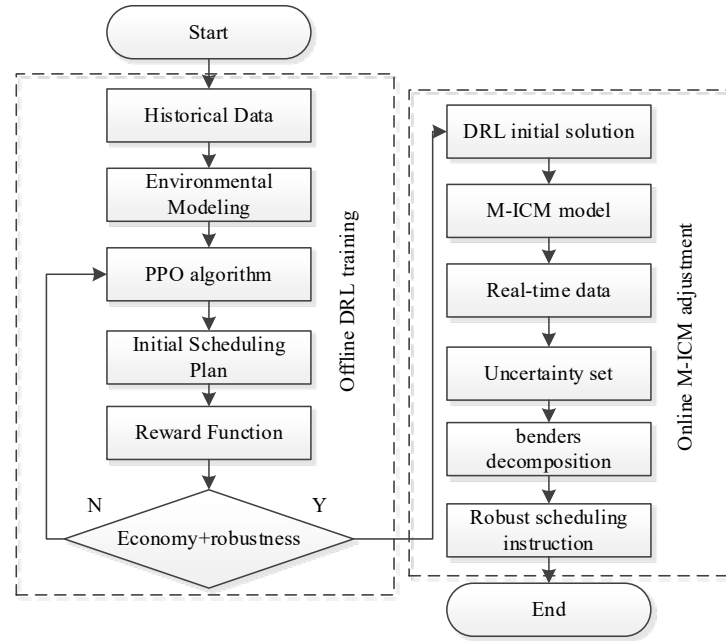 Start
Historical Data
Environmental
Modeling
PPO algorithm
Initial Scheduling
Plan
Reward Function
N
Y
Economy+robustness
Offline DRL training
DRL initial solution
M-ICM model
Real-time data
Uncertainty set
benders
decomposition
Robust scheduling
instruction
Online M-ICM adjustment
End